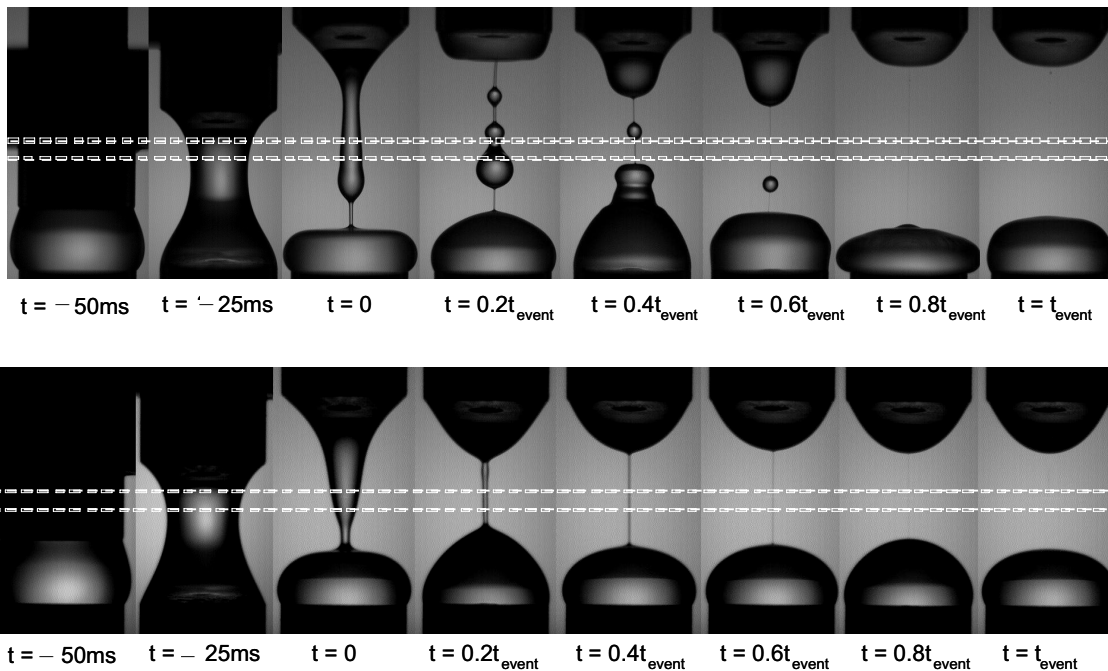 t = – 50ms t = ‘– 25ms t = 0 t = 0.2t_event t = 0.4t_event t = 0.6t_event t = 0.8t_event t = t_event
t = – 50ms t = – 25ms t = 0 t = 0.2t_event t = 0.4t_event t = 0.6t_event t = 0.8t_event t = t_event